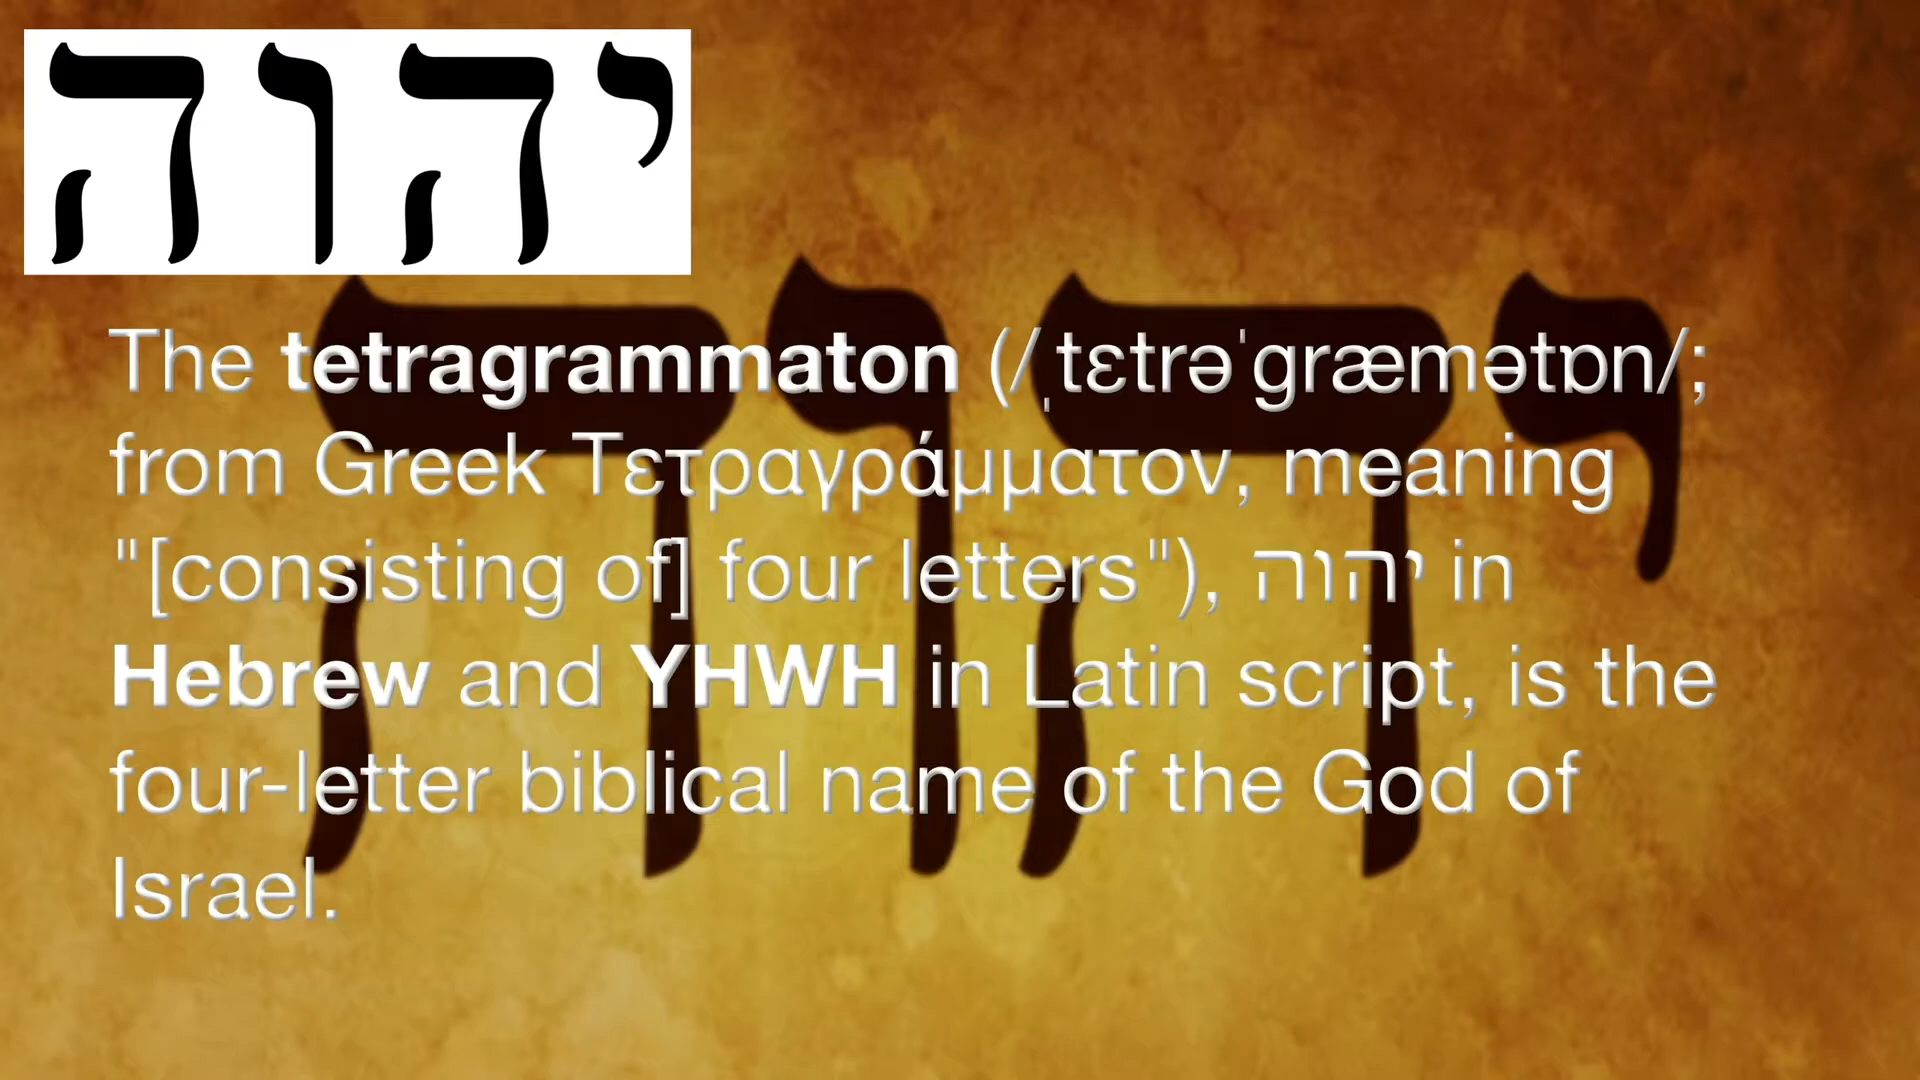 יהוה
יהוה
The tetragrammaton (/ˌtɛtrəˈɡræmətɒn/;
from Greek Τετραγράμματον, meaning
"[consisting of] four letters"), יהוה in
Hebrew and YHWH in Latin script, is the
four-letter biblical name of the God of
Israel.